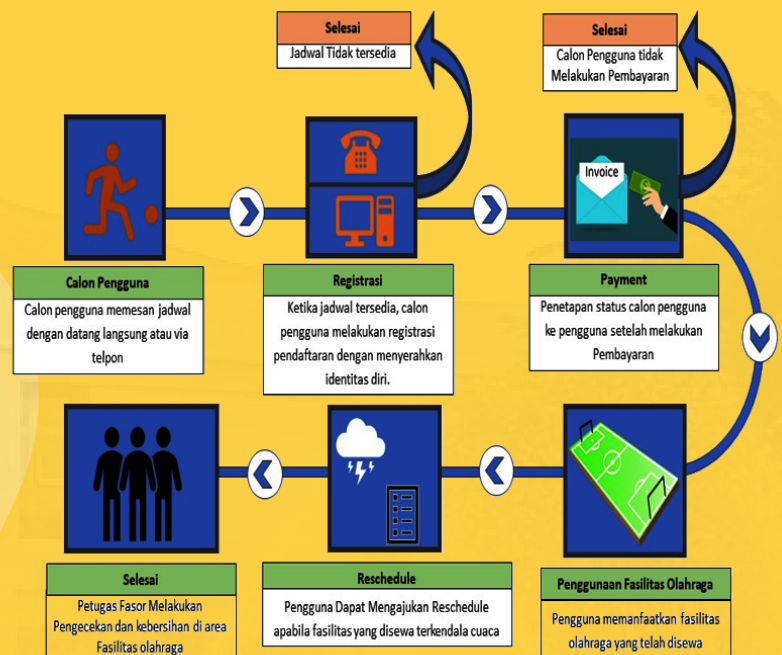 Selesai
Jadwal Tidak tersedia
Selesai
Calon Pengguna tidak
Melakukan Pembayaran
Invoice
Calon Pengguna
Calon pengguna memesan jadwal
dengan datang langsung atau via
telpon
Registrasi
Ketika jadwal tersedia, calon
pengguna melakukan registrasi
pendaftaran dengan menyerahkan
identitas diri.
Payment
Penetapan status calon pengguna
ke pengguna setelah melakukan
Pembayaran
Selesai
Petugas Fasor Melakukan
Pengecekan dan kebersihan di area
Fasilitas olahraga
Reschedule
Pengguna Dapat Mengajukan Reschedule
apabila fasilitas yang disewa terkendala cuaca
Penggunaan Fasilitas Olahraga
Pengguna memanfaatkan fasilitas
olahraga yang telah disewa